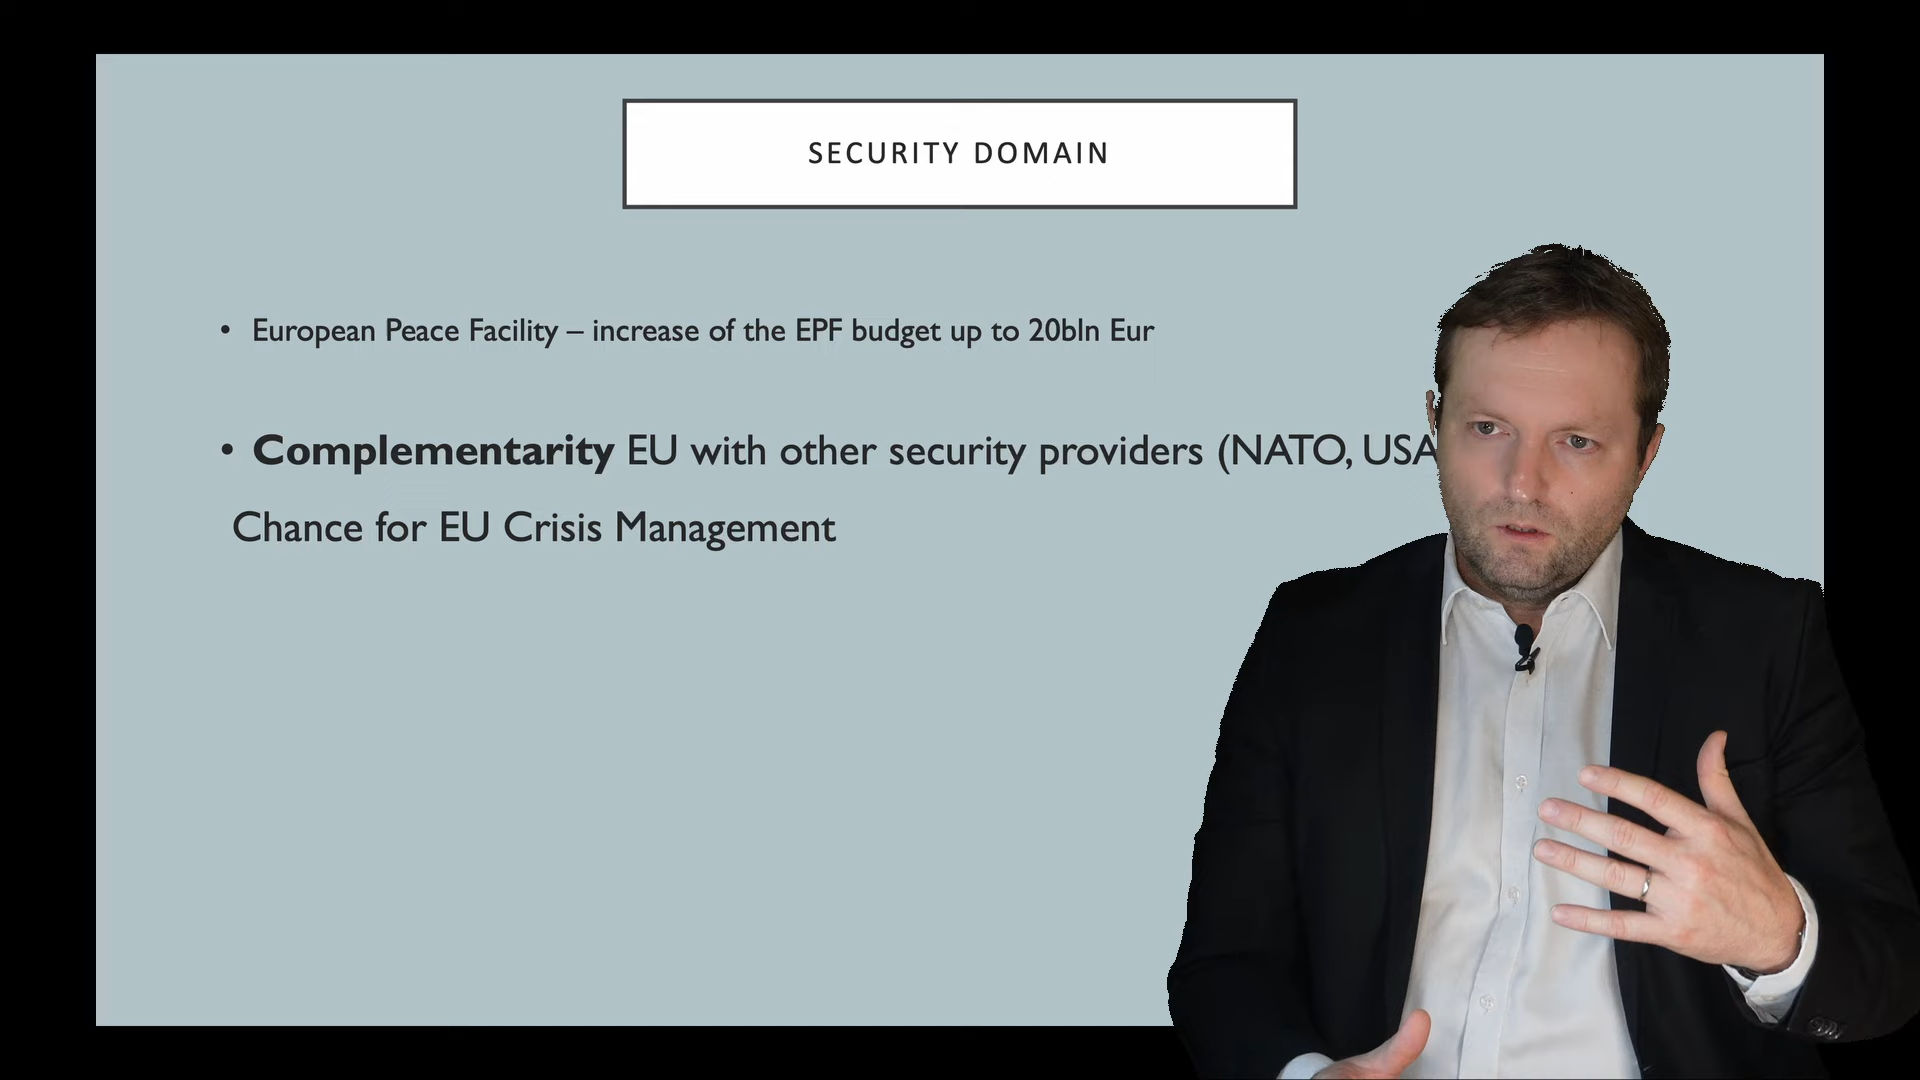 SECURITY DOMAIN
• European Peace Facility – increase of the EPF budget up to 20bln Eur
• Complementarity EU with other security providers (NATO, USA
Chance for EU Crisis Management